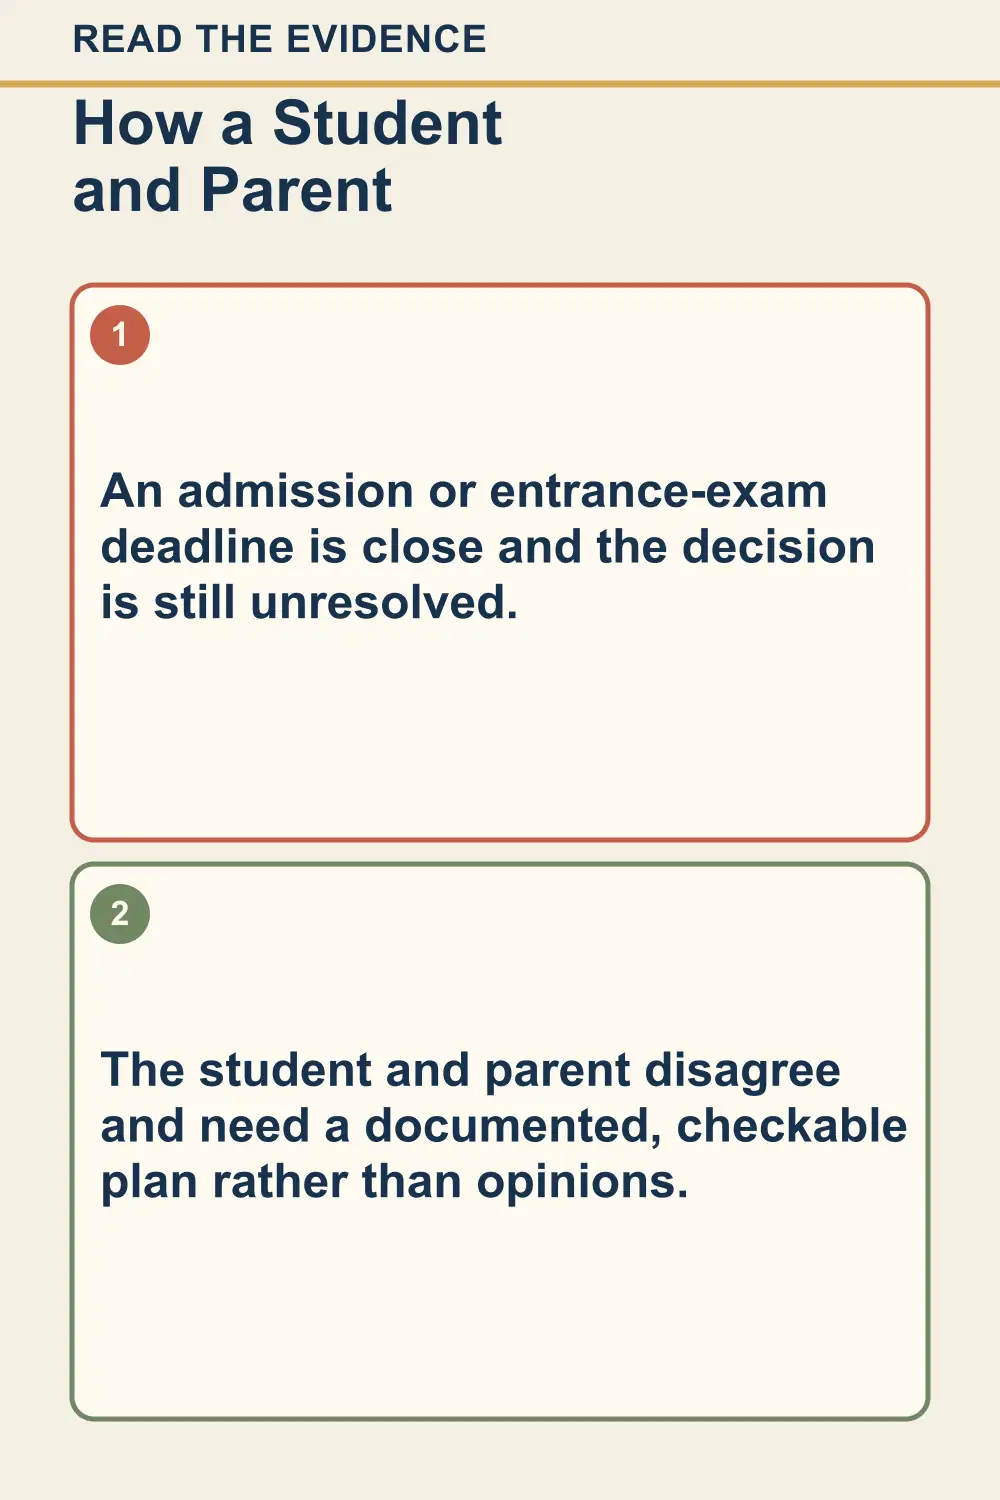 READ THE EVIDENCE
How a Student
and Parent
1
An admission or entrance-exam
deadline is close and the decision
is still unresolved.
2
The student and parent disagree
and need a documented, checkable
plan rather than opinions.